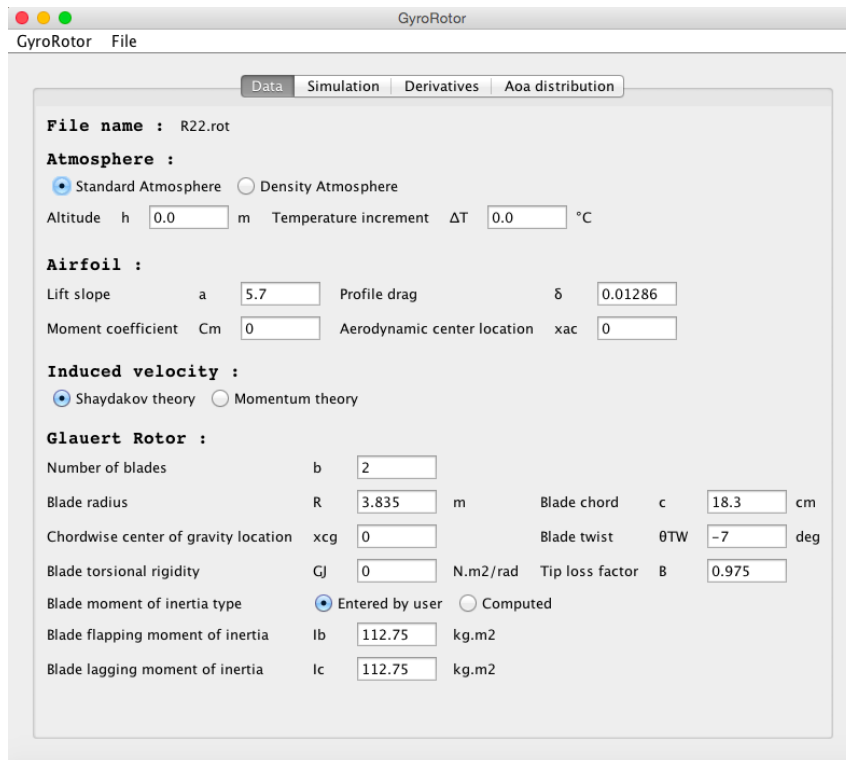 GyroRotor
GyroRotor File
Data Simulation Derivatives Aoa distribution
File name : R22.rot
Atmosphere :
Standard Atmosphere Density Atmosphere
Altitude h 0.0 m Temperature increment ΔT 0.0 °C
Airfoil :
Lift slope a 5.7 Profile drag δ 0.01286
Moment coefficient Cm 0 Aerodynamic center location xac 0
Induced velocity :
Shaydakov theory Momentum theory
Glauert Rotor :
Number of blades b 2
Blade radius R 3.835 m Blade chord c 18.3 cm
Chordwise center of gravity location xcg 0 Blade twist θTW -7 deg
Blade torsional rigidity GJ 0 N.m2/rad Tip loss factor B 0.975
Blade moment of inertia type Entered by user Computed
Blade flapping moment of inertia Ib 112.75 kg.m2
Blade lagging moment of inertia Ic 112.75 kg.m2